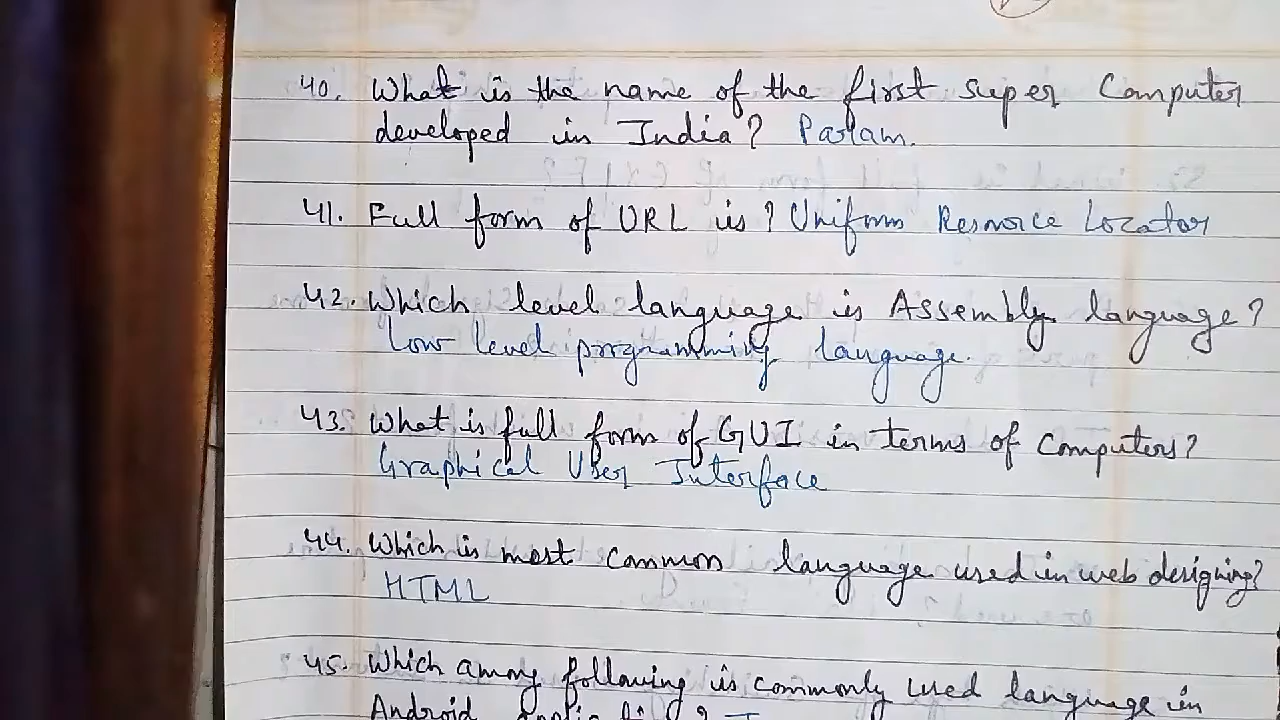 40. What is the name of the first super Computer
developed in India? Param.
41. Full form of URL is? Uniform Resource Locator
42. Which level language is Assembly language?
Low level programming language.
43. What is full form of GUI in terms of Computers?
Graphical User Interface
44. Which is most common language used in web designing?
HTML
45. Which among following is commonly used language in
Android